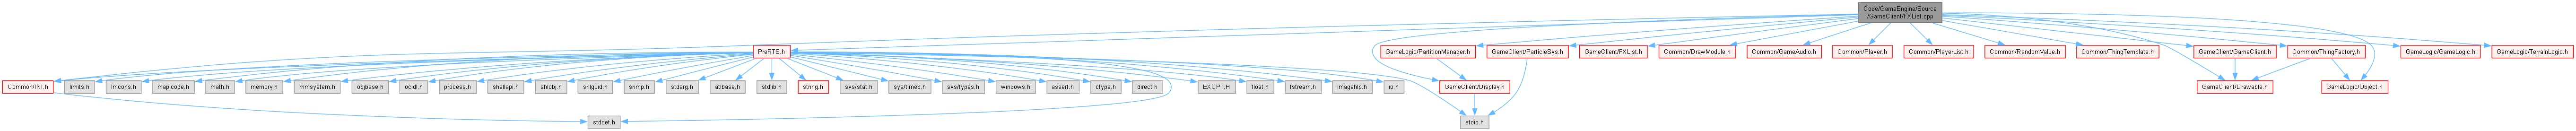 Code/GameEngine/Source
/GameClient/FXList.cpp
PreRTS.h
GameLogic/PartitionManager.h
GameClient/ParticleSys.h
GameClient/FXList.h
Common/DrawModule.h
Common/GameAudio.h
Common/Player.h
Common/PlayerList.h
Common/RandomValue.h
Common/ThingTemplate.h
GameClient/GameClient.h
Common/ThingFactory.h
GameLogic/GameLogic.h
GameLogic/TerrainLogic.h
Common/INI.h
limits.h
lmcons.h
mapicode.h
math.h
memory.h
mmsystem.h
objbase.h
ocidl.h
process.h
shellapi.h
shlobj.h
shlguid.h
snmp.h
stdarg.h
atlbase.h
stdlib.h
string.h
sys/stat.h
sys/timeb.h
sys/types.h
windows.h
assert.h
ctype.h
direct.h
EXCPT.H
float.h
fstream.h
imagehlp.h
io.h
GameClient/Display.h
GameClient/Drawable.h
GameLogic/Object.h
stddef.h
stdio.h